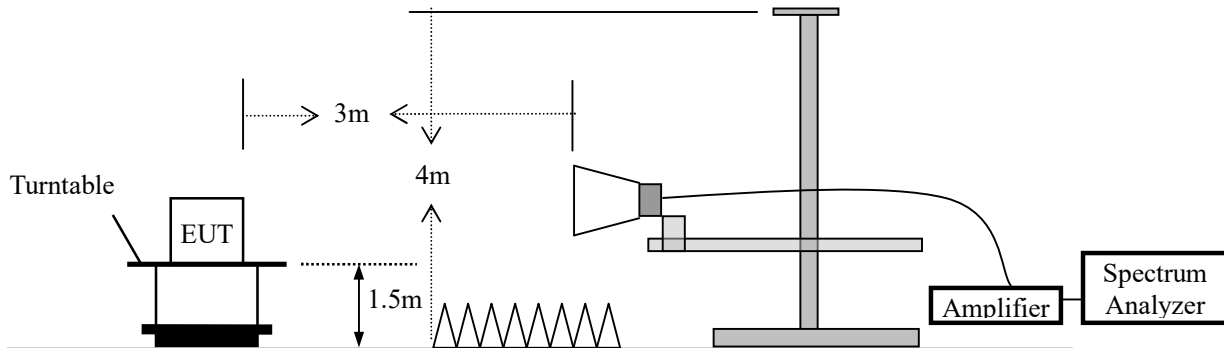 3m
4m
Turntable
EUT
1.5m
Amplifier
Spectrum
Analyzer